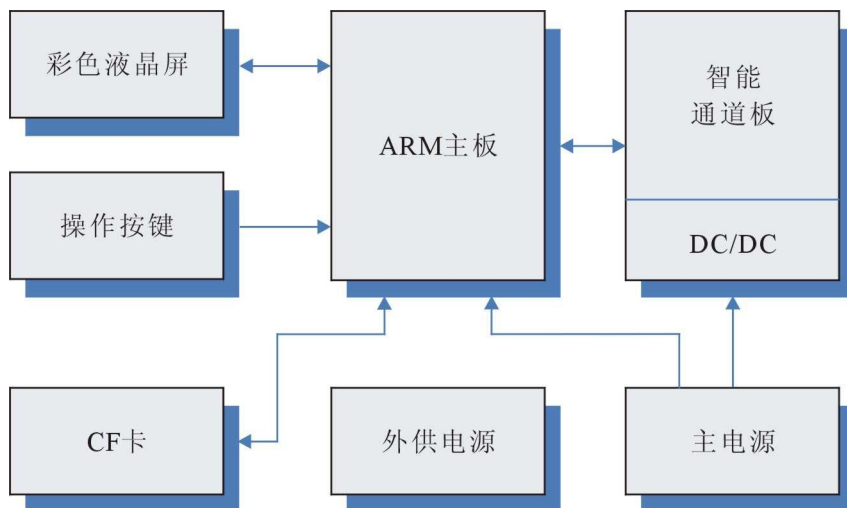 彩色液晶屏
ARM主板
智能
通道板
操作按键
DC/DC
CF卡
外供电源
主电源